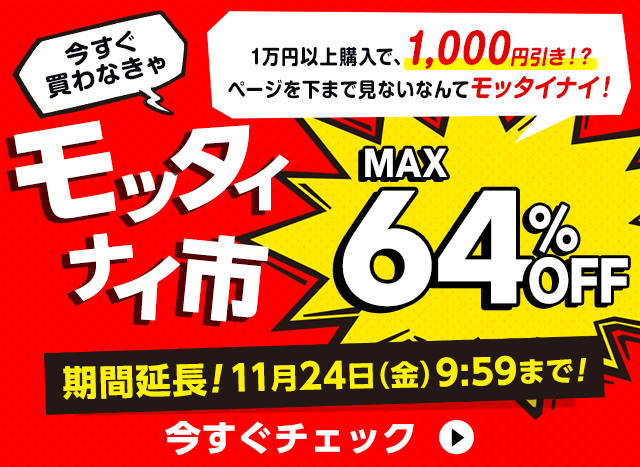 今すぐ
買わなきゃ
1万円以上購入で、1,000円引き!?
ページを下まで見ないなんてモッタイナイ!
モッタイ
ナイ市
MAX
64%OFF
期間延長!11月24日(金)9:59まで!
今すぐチェック